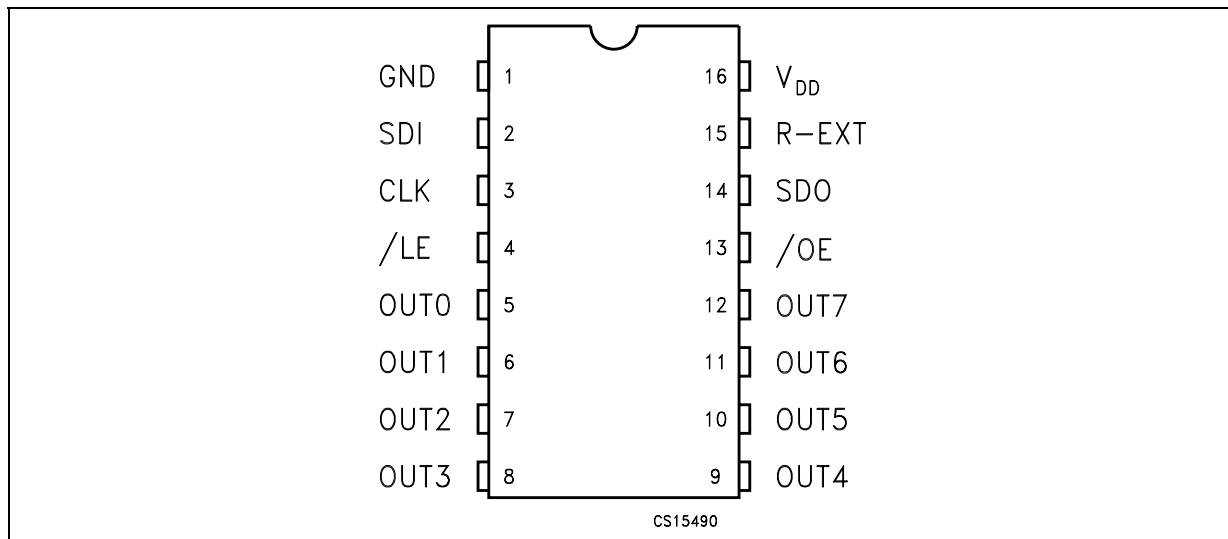 GND 1 16 VDD
SDI 2 15 R-EXT
CLK 3 14 SDO
/LE 4 13 /OE
OUT0 5 12 OUT7
OUT1 6 11 OUT6
OUT2 7 10 OUT5
OUT3 8 9 OUT4
CS15490